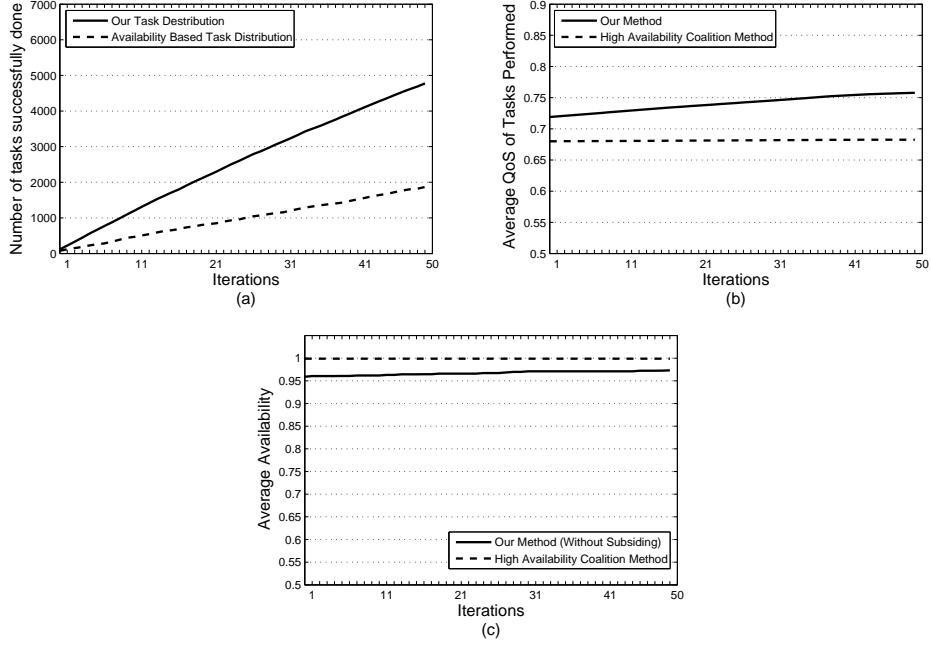 Number of tasks successfully done
7000
6000
5000
4000
3000
2000
1000
0
Our Task Destribution
Availability Based Task Distribution
1 11 21 31 41 50
Iterations
(a)
Average QoS of Tasks Performed
0.9
0.85
0.8
0.75
0.7
0.65
0.6
0.55
0.5
Our Method
High Availability Coalition Method
1 11 21 31 41 50
Iterations
(b)
Average Availability
1
0.95
0.9
0.85
0.8
0.75
0.7
0.65
0.6
0.55
0.5
Our Method (Without Subsiding)
High Availability Coalition Method
1 11 21 31 41 50
Iterations
(c)